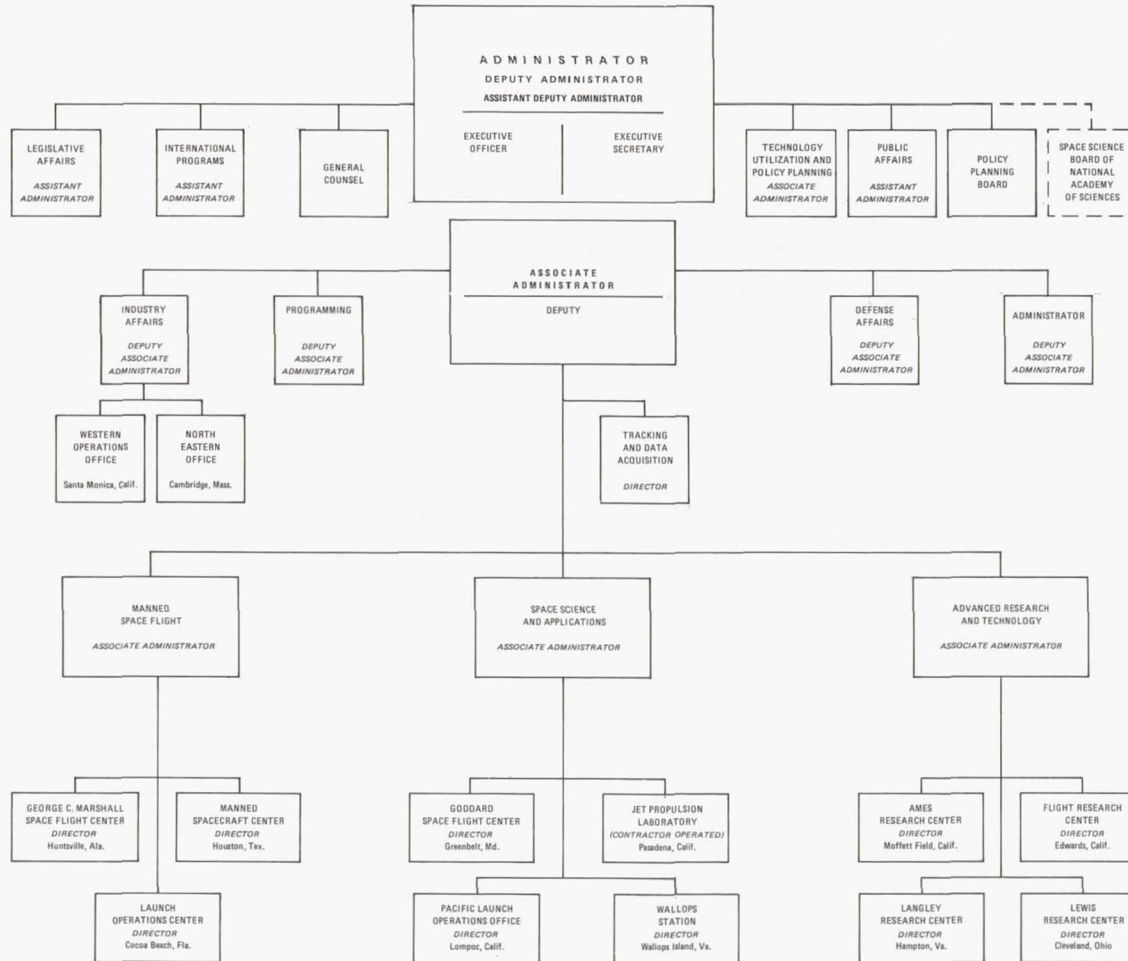 ADMINISTRATOR
DEPUTY ADMINISTRATOR
ASSISTANT DEPUTY ADMINISTRATOR
EXECUTIVE
OFFICER
EXECUTIVE
SECRETARY
LEGISLATIVE
AFFAIRS
ASSISTANT
ADMINISTRATOR
INTERNATIONAL
PROGRAMS
ASSISTANT
ADMINISTRATOR
GENERAL
COUNSEL
TECHNOLOGY
UTILIZATION AND
POLICY PLANNING
ASSOCIATE
ADMINISTRATOR
PUBLIC
AFFAIRS
ASSISTANT
ADMINISTRATOR
POLICY
PLANNING
BOARD
SPACE SCIENCE
BOARD OF
NATIONAL
ACADEMY
OF SCIENCES
ASSOCIATE
ADMINISTRATOR
DEPUTY
INDUSTRY
AFFAIRS
DEPUTY
ASSOCIATE
ADMINISTRATOR
PROGRAMMING
DEPUTY
ASSOCIATE
ADMINISTRATOR
DEFENSE
AFFAIRS
DEPUTY
ASSOCIATE
ADMINISTRATOR
ADMINISTRATOR
DEPUTY
ASSOCIATE
ADMINISTRATOR
WESTERN
OPERATIONS
OFFICE
Santa Monica, Calif.
NORTH
EASTERN
OFFICE
Cambridge, Mass.
TRACKING
AND DATA
ACQUISITION
DIRECTOR
MANNED
SPACE FLIGHT
ASSOCIATE ADMINISTRATOR
SPACE SCIENCE
AND APPLICATIONS
ASSOCIATE ADMINISTRATOR
ADVANCED RESEARCH
AND TECHNOLOGY
ASSOCIATE ADMINISTRATOR
GEORGE C. MARSHALL
SPACE FLIGHT CENTER
DIRECTOR
Huntsville, Ala.
MANNED
SPACECRAFT CENTER
DIRECTOR
Houston, Tex.
GODDARD
SPACE FLIGHT CENTER
DIRECTOR
Greenbelt, Md.
JET PROPULSION
LABORATORY
(CONTRACTOR OPERATED)
Pasadena, Calif.
AMES
RESEARCH CENTER
DIRECTOR
Moffett Field, Calif.
FLIGHT RESEARCH
CENTER
DIRECTOR
Edwards, Calif.
LAUNCH
OPERATIONS CENTER
DIRECTOR
Cocoa Beach, Fla.
PACIFIC LAUNCH
OPERATIONS OFFICE
DIRECTOR
Lompoc, Calif.
WALLOPS
STATION
DIRECTOR
Wallops Island, Va.
LANGLEY
RESEARCH CENTER
DIRECTOR
Hampton, Va.
LEWIS
RESEARCH CENTER
DIRECTOR
Cleveland, Ohio